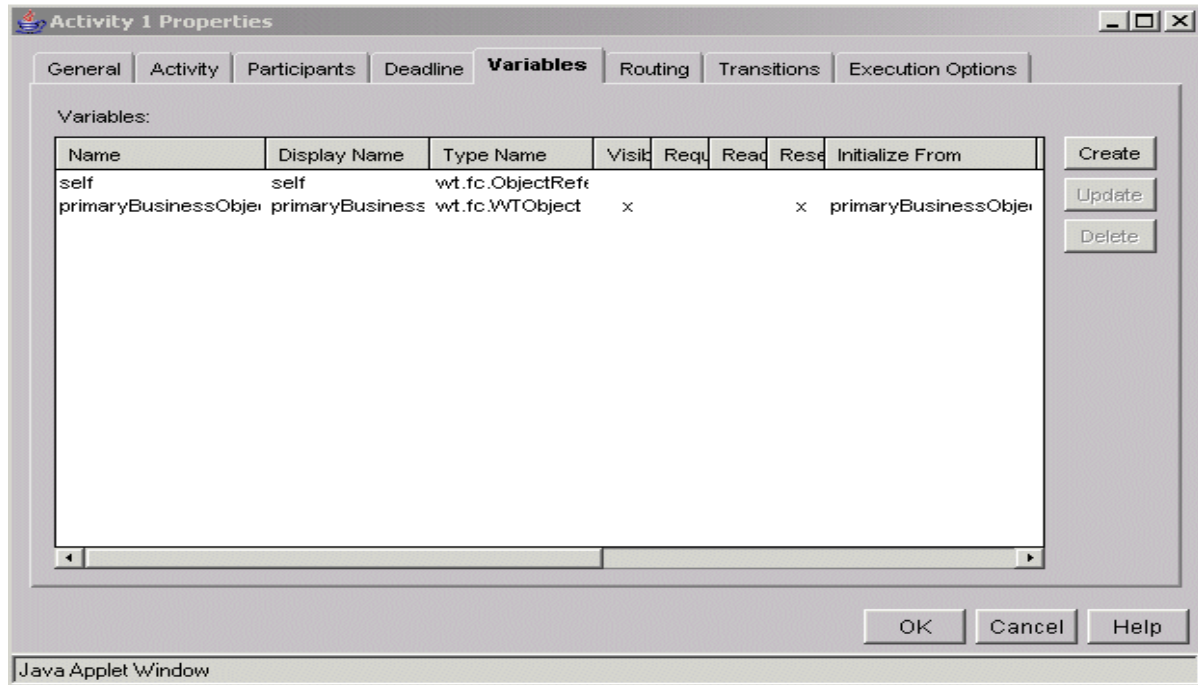 Activity 1 Properties
General Activity Participants Deadline Variables Routing Transitions Execution Options
Variables:
Name Display Name Type Name Visib Requ Read Rese Initialize From
Create
self self wt.fc.ObjectRefe
Update
primaryBusinessObje primaryBusiness wt.fc.WTObject x x primaryBusinessObje
Delete
OK Cancel Help
Java Applet Window